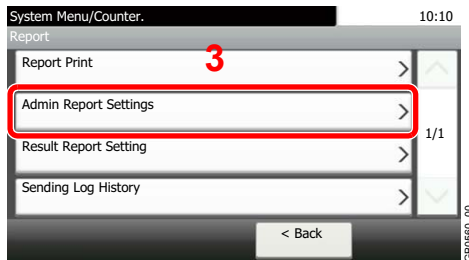 System Menu/Counter.
10:10
Report
Report Print
3
Admin Report Settings
1/1
Result Report Setting
Sending Log History
< Back